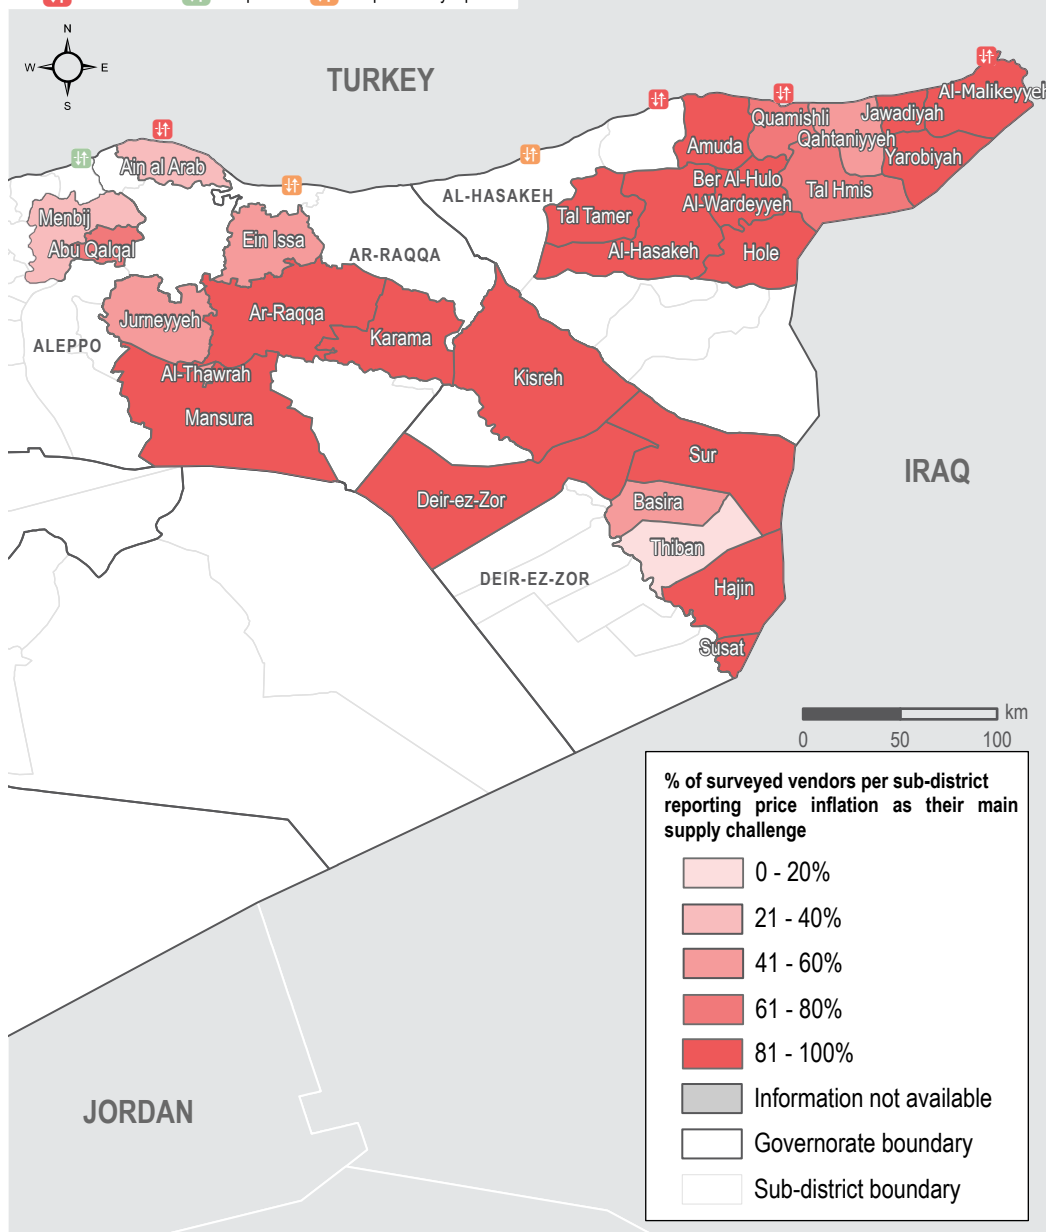 N
W
E
S
TURKEY
Al-Malikeyyeh
Quamishli
Jawadiyah
Amuda
Qahtaniyyeh
Yarobiyah
Ain al Arab
Ber Al-Hulo
Al-Wardeyyeh
Tal Hmis
AL-HASAKEH
Tal Tamer
Menbij
Abu Qalqal
Ein Issa
Al-Hasakeh
Hole
AR-RAQQA
Jurneyyeh
Ar-Raqqa
Karama
ALEPPO
Al-Thawrah
Kisreh
Mansura
Sur
IRAQ
Deir-ez-Zor
Basira
Thiban
DEIR-EZ-ZOR
Hajin
Susat
km
0 50 100
% of surveyed vendors per sub-district
reporting price inflation as their main
supply challenge
0 - 20%
21 - 40%
41 - 60%
61 - 80%
81 - 100%
Information not available
Governorate boundary
Sub-district boundary
JORDAN